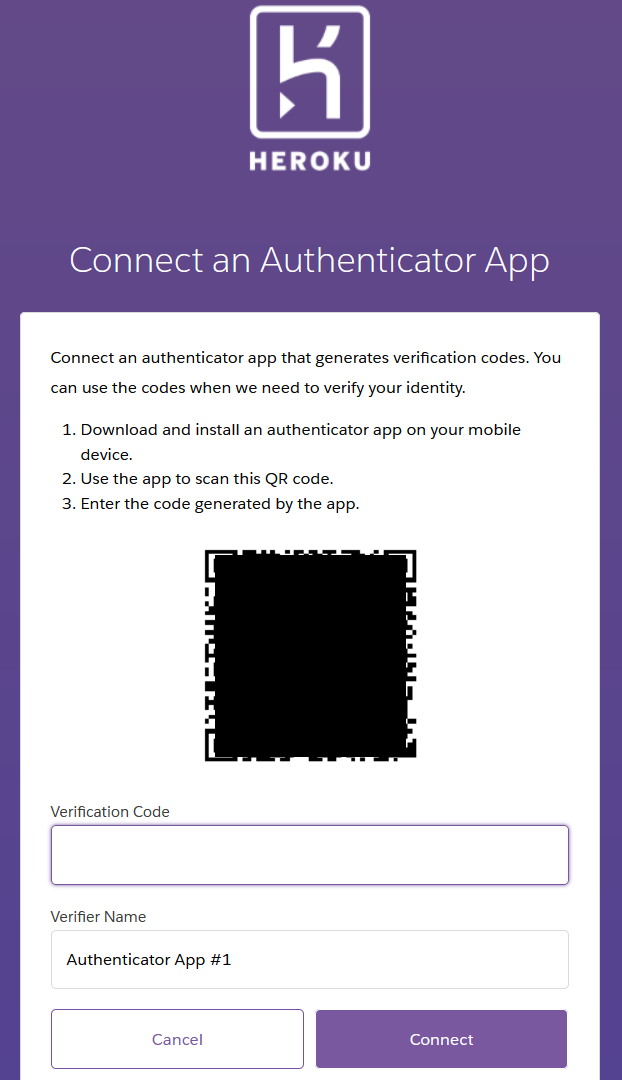 HEROKU
Connect an Authenticator App
Connect an authenticator app that generates verification codes. You
can use the codes when we need to verify your identity.
1. Download and install an authenticator app on your mobile
device.
2. Use the app to scan this QR code.
3. Enter the code generated by the app.
Verification Code
Verifier Name
Authenticator App #1
Cancel
Connect